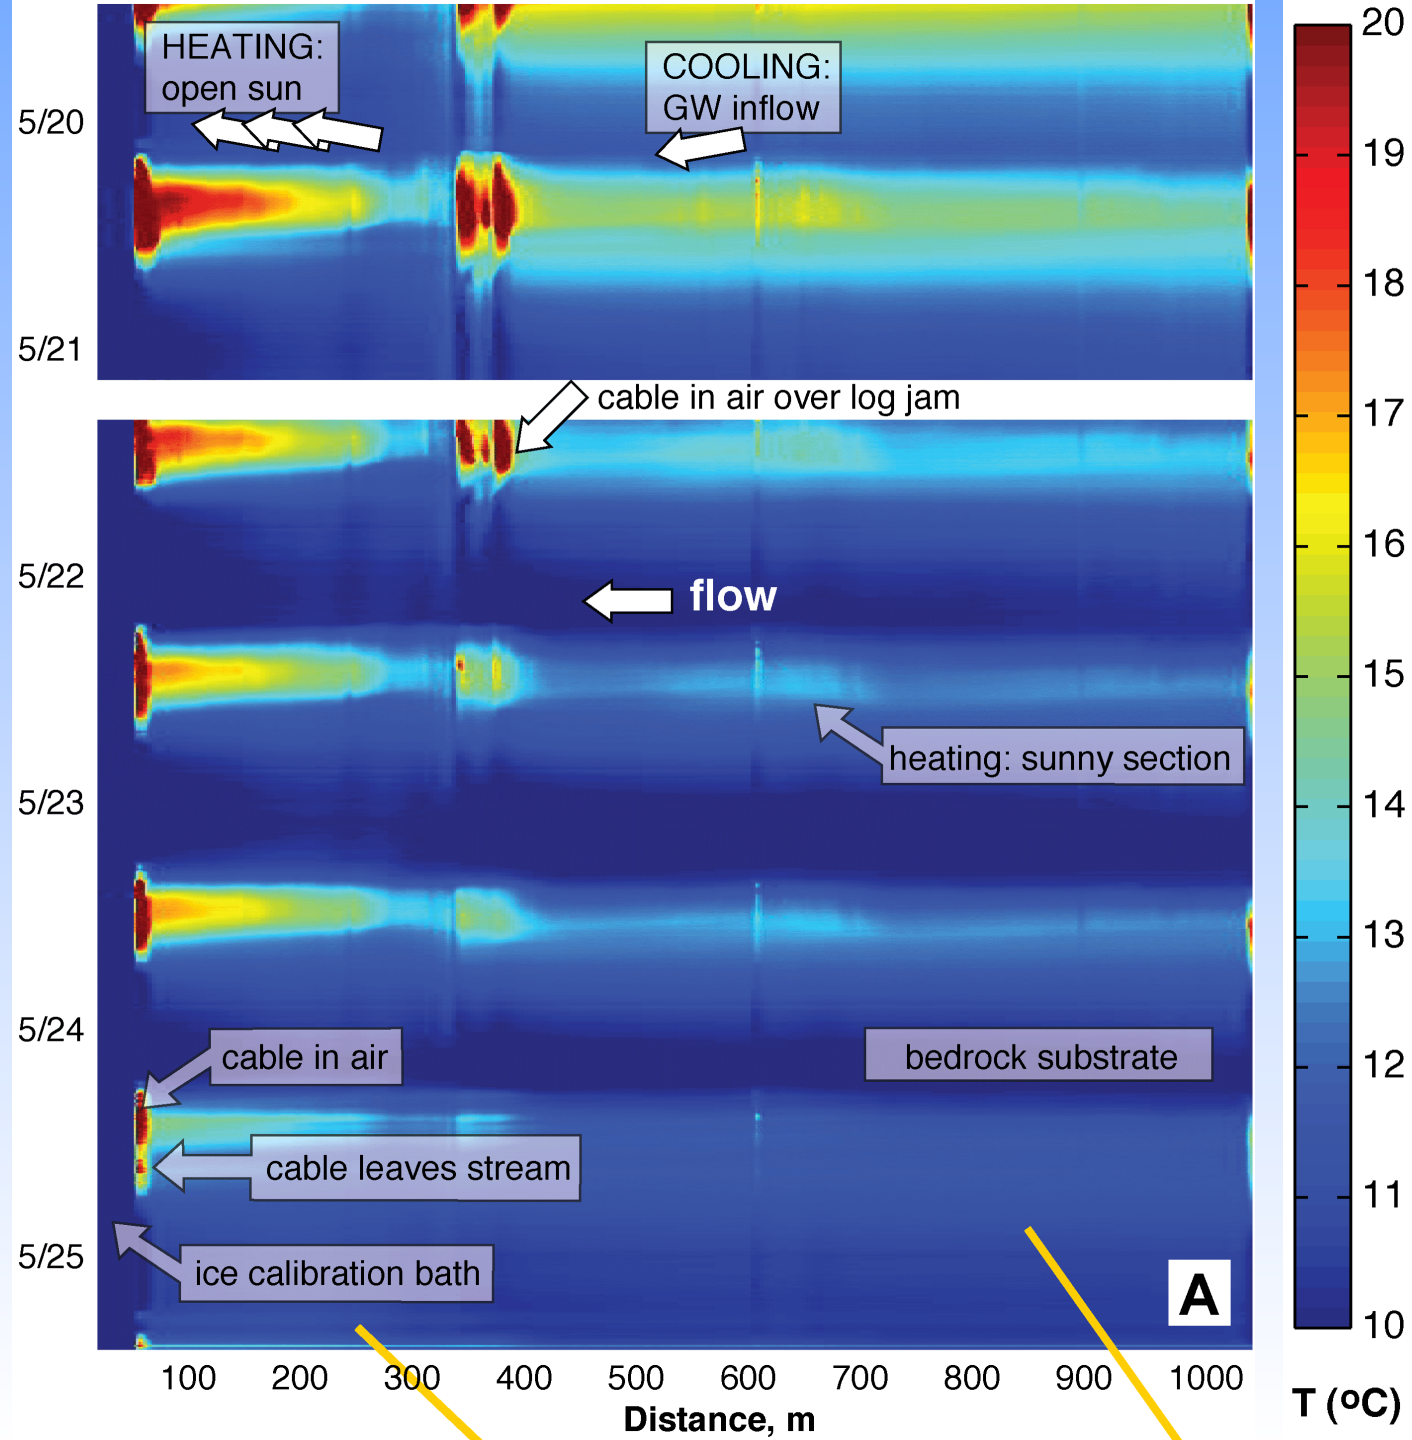 HEATING:
open sun
COOLING:
GW inflow
5/20
5/21
cable in air over log jam
5/22
flow
heating: sunny section
5/23
5/24
cable in air
bedrock substrate
cable leaves stream
5/25
ice calibration bath
A
100 200 300 400 500 600 700 800 900 1000
Distance, m
20
19
18
17
16
15
14
13
12
11
10
T (ºC)